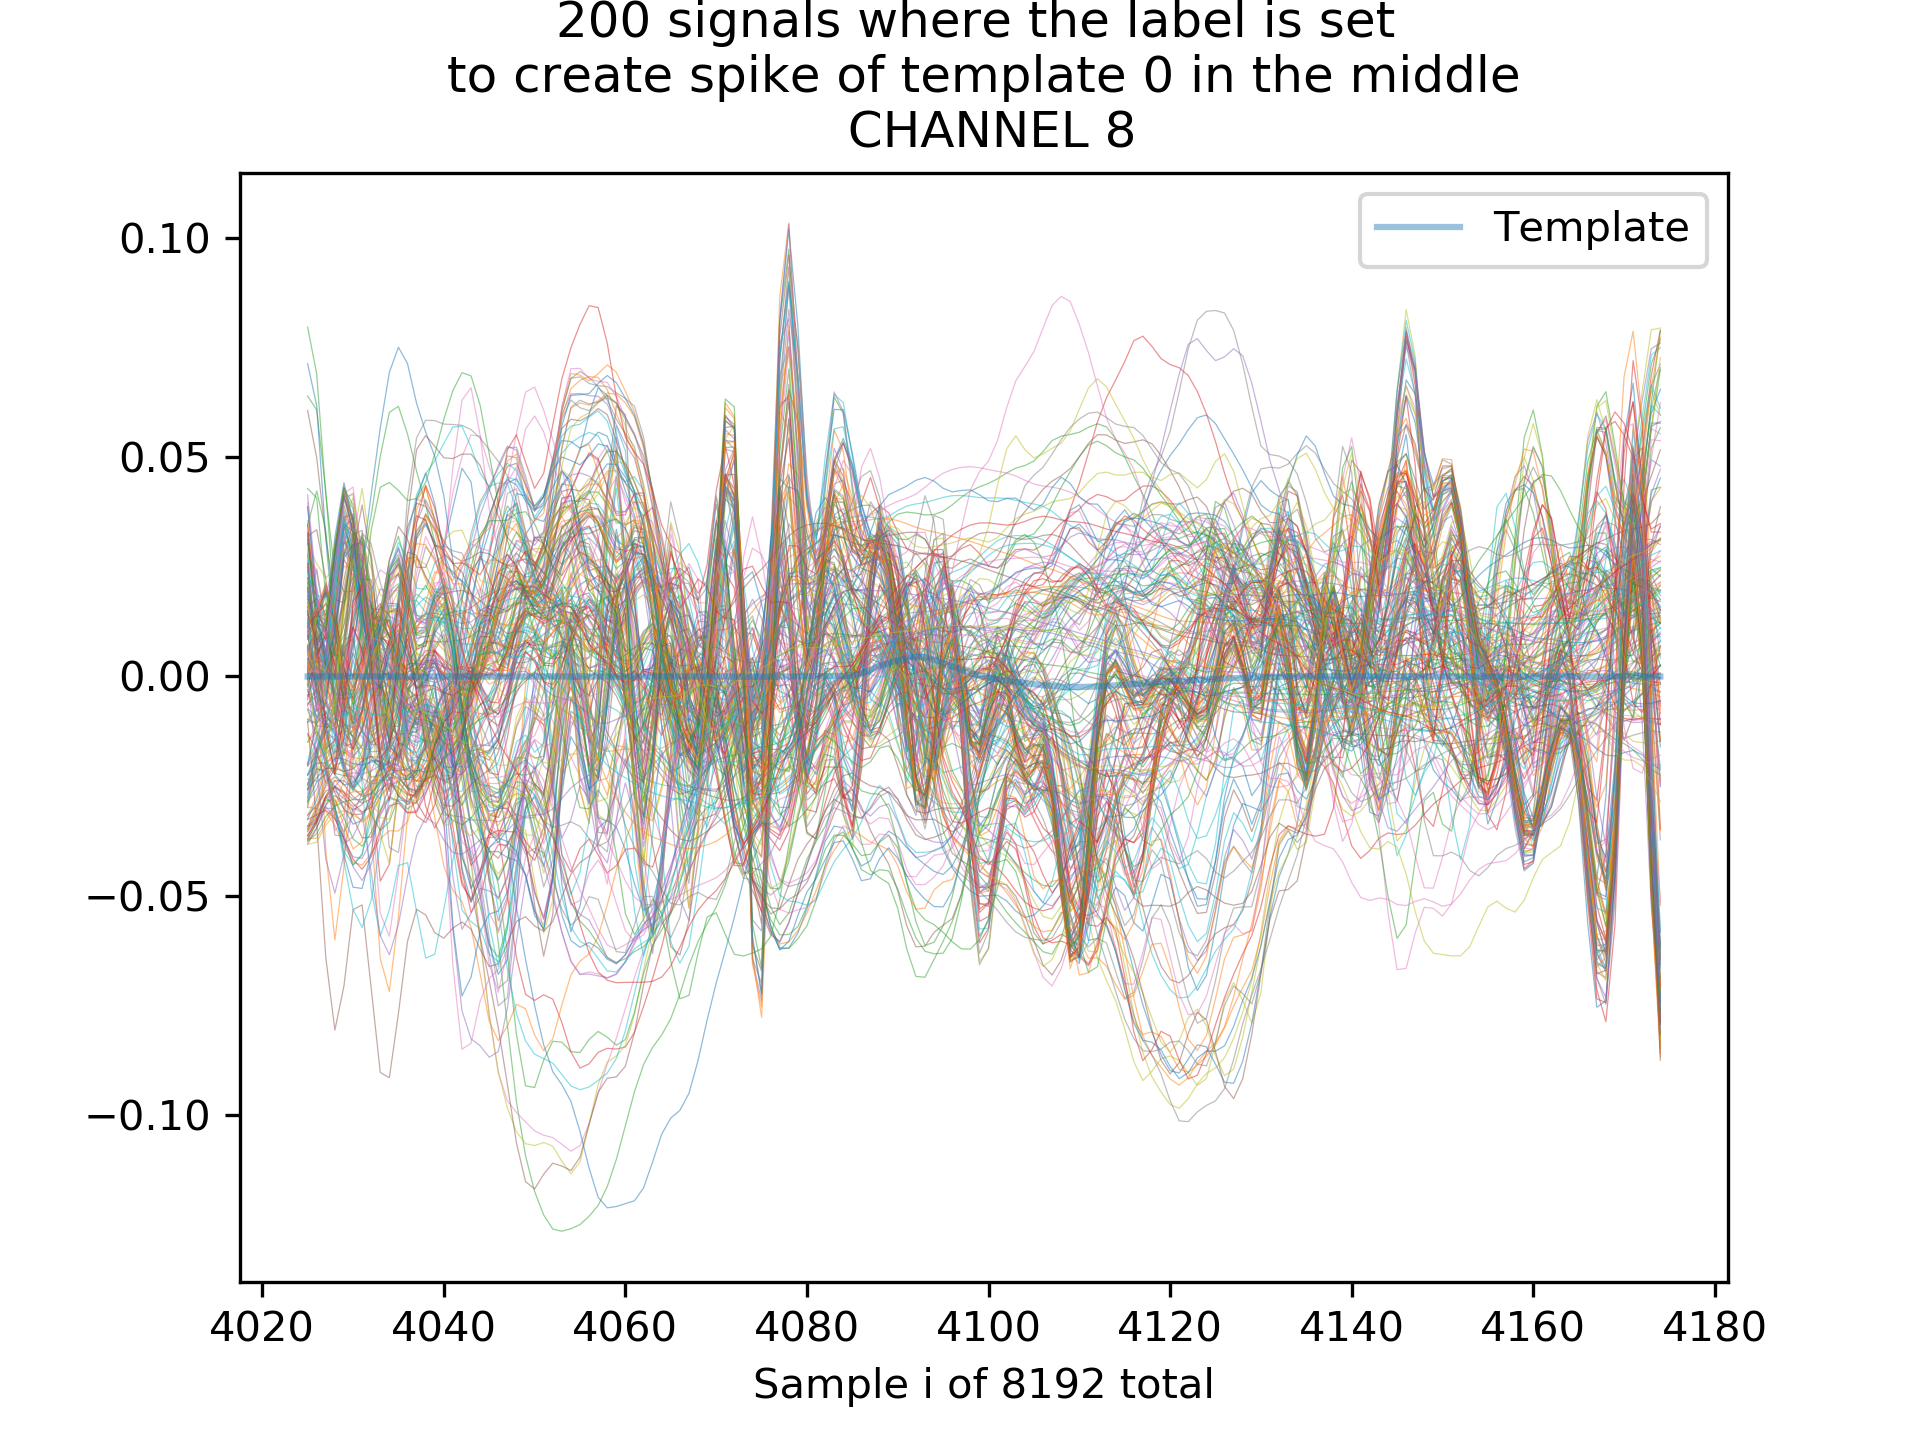 200 signals where the label is set
to create spike of template 0 in the middle
CHANNEL 8
Template
0.10
0.05
0.00
−0.05
−0.10
4020 4040 4060 4080 4100 4120 4140 4160 4180
Sample i of 8192 total